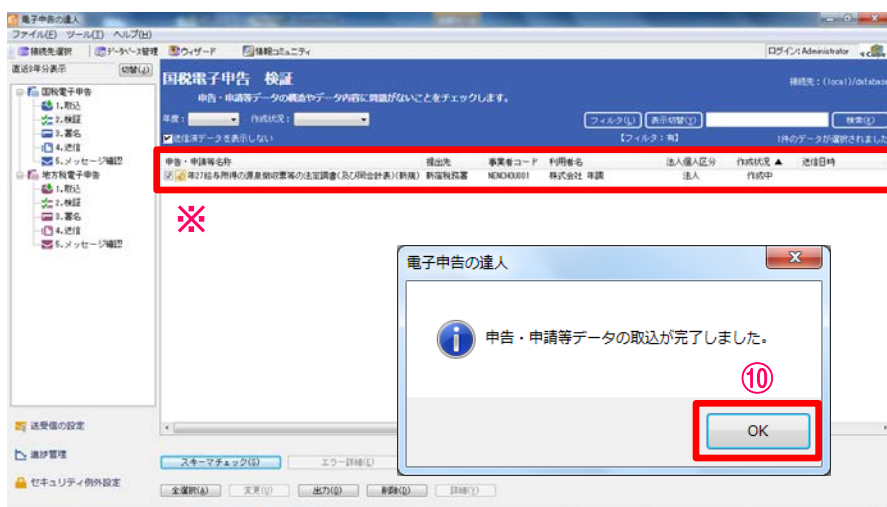 電子申告の達人
ファイル(F) ツール(T) ヘルプ(H)
接続先選択 データベース管理 ウィザード 情報コミュニティ ログイン: Administrator
直近3年分表示 切替(J)
国税電子申告
1.取込
2.検証
3.署名
4.送信
5.メッセージ確認
地方税電子申告
1.取込
2.検証
3.署名
4.送信
5.メッセージ確認
送受信の設定
進捗管理
セキュリティ例外設定
国税電子申告 検証
接続先:(local)/database
申告・申請等データの構造やデータ内容に問題がないことをチェックします。
年度: 作成状況: フィルタ(L) 表示切替(Y) 検索(K)
送信済データを表示しない 【フィルタ:有】 1件のデータが選択されました
申告・申請等名称 提出先 事業者コード 利用者名 法人個人区分 作成状況 ▲ 送信日時
年27給与所得の源泉徴収票等の法定調書(及び同合計表)(新規) 新宿税務署 NENCHOU001 株式会社 年調 法人 作成中
※
電子申告の達人
申告・申請等データの取込が完了しました。
⑩
OK
スキーマチェック(S) エラー詳細(E)
全選択(A) 変更(U) 出力(O) 削除(D) 詳細(Y)